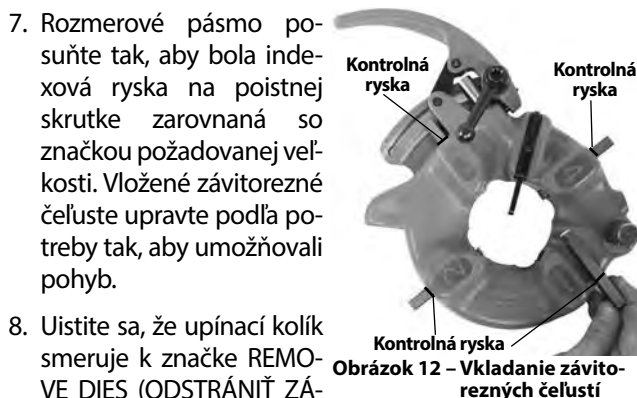 7. Rozmerové pásmo po-
suňte tak, aby bola inde-
xová ryska na poistnej
skrutke zarovnaná so
značkou požadovanej veľ-
kosti. Vložené závitorezné
čeľuste upravte podľa po-
treby tak, aby umožňovali
pohyb.
8. Uistite sa, že upínací kolík
smeruje k značke REMO-
VE DIES (ODSTRÁNIŤ ZÁ-
Kontrolná
ryska
Kontrolná
ryska
Kontrolná ryska
Obrázok 12 – Vkladanie závito-
rezných čeľustí